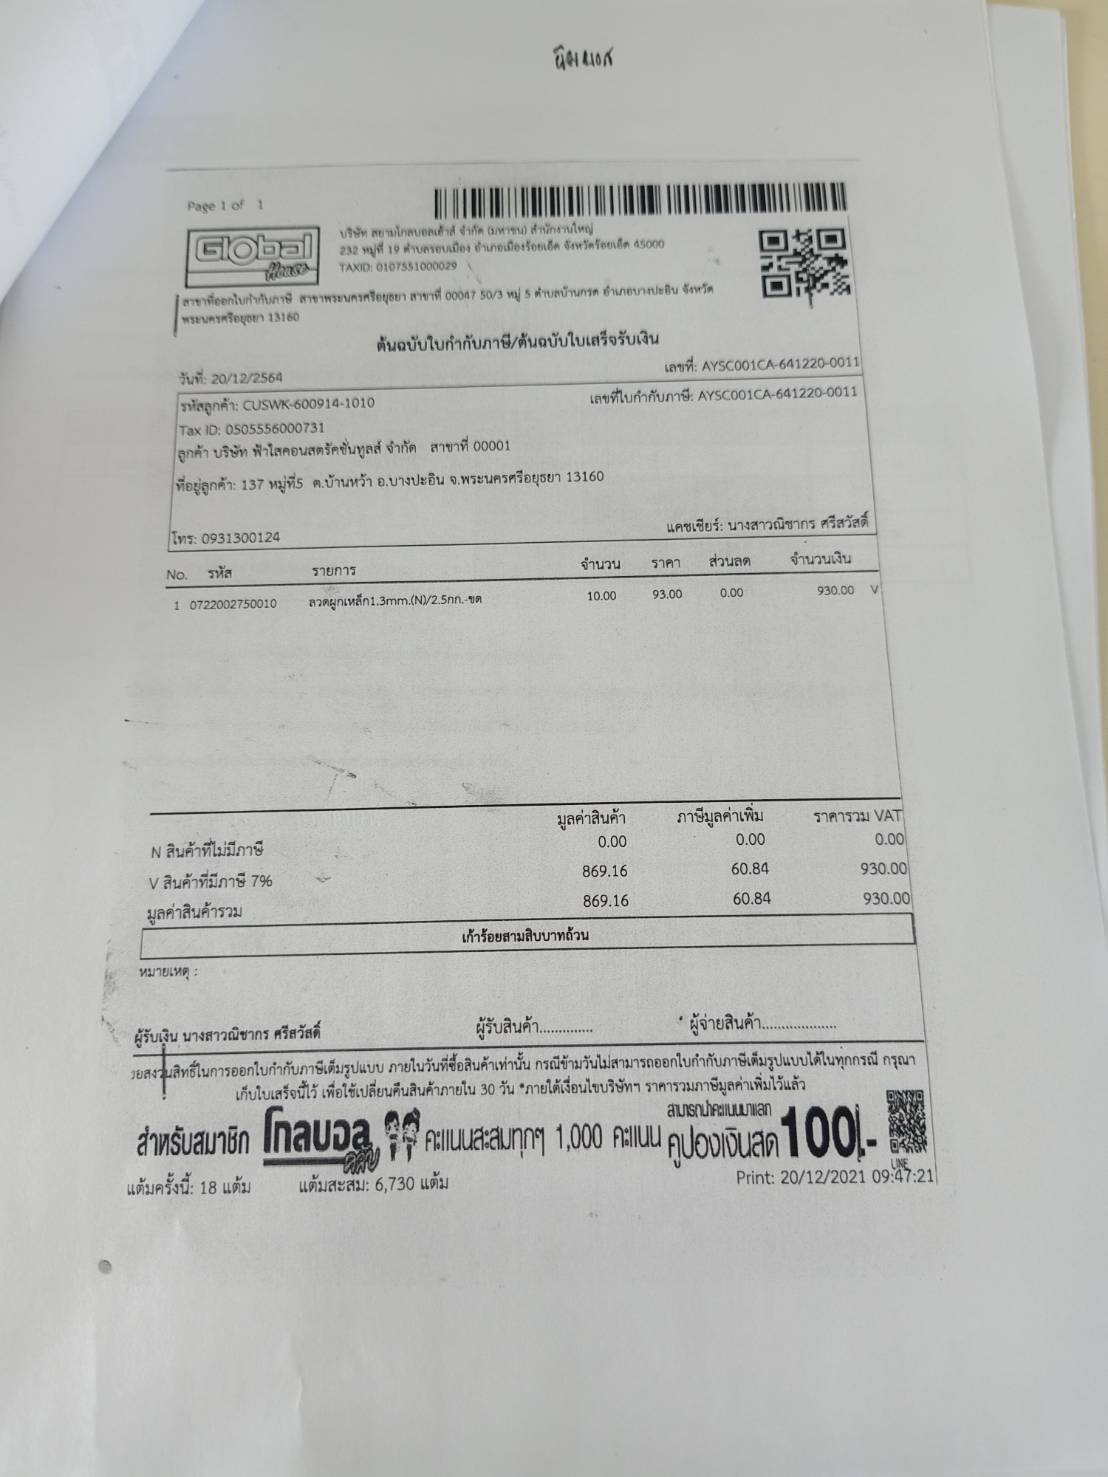 Page 1 of 1
Global
House
บริษัท สยามโกลบอลเฮ้าส์ จำกัด (มหาชน) สำนักงานใหญ่
232 หมู่ที่ 19 ตำบลรอบเมือง อำเภอเมืองร้อยเอ็ด จังหวัดร้อยเอ็ด 45000
TAXID: 0107551000029
สาขาที่ออกใบกำกับภาษี สาขาพระนครศรีอยุธยา สาขาที่ 00047 50/3 หมู่ 5 ตำบลบ้านกรด อำเภอบางปะอิน จังหวัด
พระนครศรีอยุธยา 13160
ต้นฉบับใบกำกับภาษี/ต้นฉบับใบเสร็จรับเงิน
วันที่: 20/12/2564 เลขที่: AYSC001CA-641220-0011
รหัสลูกค้า: CUSWK-600914-1010 เลขที่ใบกำกับภาษี: AYSC001CA-641220-0011
Tax ID: 0505556000731
ลูกค้า บริษัท ฟ้าใสคอนสตรัคชั่นทูลส์ จำกัด สาขาที่ 00001
ที่อยู่ลูกค้า: 137 หมู่ที่5 ต.บ้านหว้า อ.บางปะอิน จ.พระนครศรีอยุธยา 13160
โทร: 0931300124 แคชเชียร์: นางสาวณิชากร ศรีสวัสดิ์
No. รหัส รายการ จำนวน ราคา ส่วนลด จำนวนเงิน
1 0722002750010 ลวดผูกเหล็ก1.3mm.(N)/2.5กก.-ขด 10.00 93.00 0.00 930.00 V
มูลค่าสินค้า ภาษีมูลค่าเพิ่ม ราคารวม VAT
N สินค้าที่ไม่มีภาษี 0.00 0.00 0.00
V สินค้าที่มีภาษี 7% 869.16 60.84 930.00
มูลค่าสินค้ารวม 869.16 60.84 930.00
เก้าร้อยสามสิบบาทถ้วน
หมายเหตุ :
ผู้รับเงิน นางสาวณิชากร ศรีสวัสดิ์ ผู้รับสินค้า............. ผู้จ่ายสินค้า..................
ขอสงวนสิทธิ์ในการออกใบกำกับภาษีเต็มรูปแบบ ภายในวันที่ซื้อสินค้าเท่านั้น กรณีข้ามวันไม่สามารถออกใบกำกับภาษีเต็มรูปแบบได้ในทุกกรณี กรุณา
เก็บใบเสร็จนี้ไว้ เพื่อใช้เปลี่ยนคืนสินค้าภายใน 30 วัน *ภายใต้เงื่อนไขบริษัทฯ ราคารวมภาษีมูลค่าเพิ่มไว้แล้ว
สำหรับสมาชิก โกลบอล คลับ คะแนนสะสมทุกๆ 1,000 คะแนน สามารถนำคะแนนมาแลก คูปองเงินสด 100.-
LINE
แต้มครั้งนี้: 18 แต้ม แต้มสะสม: 6,730 แต้ม Print: 20/12/2021 09:47:21